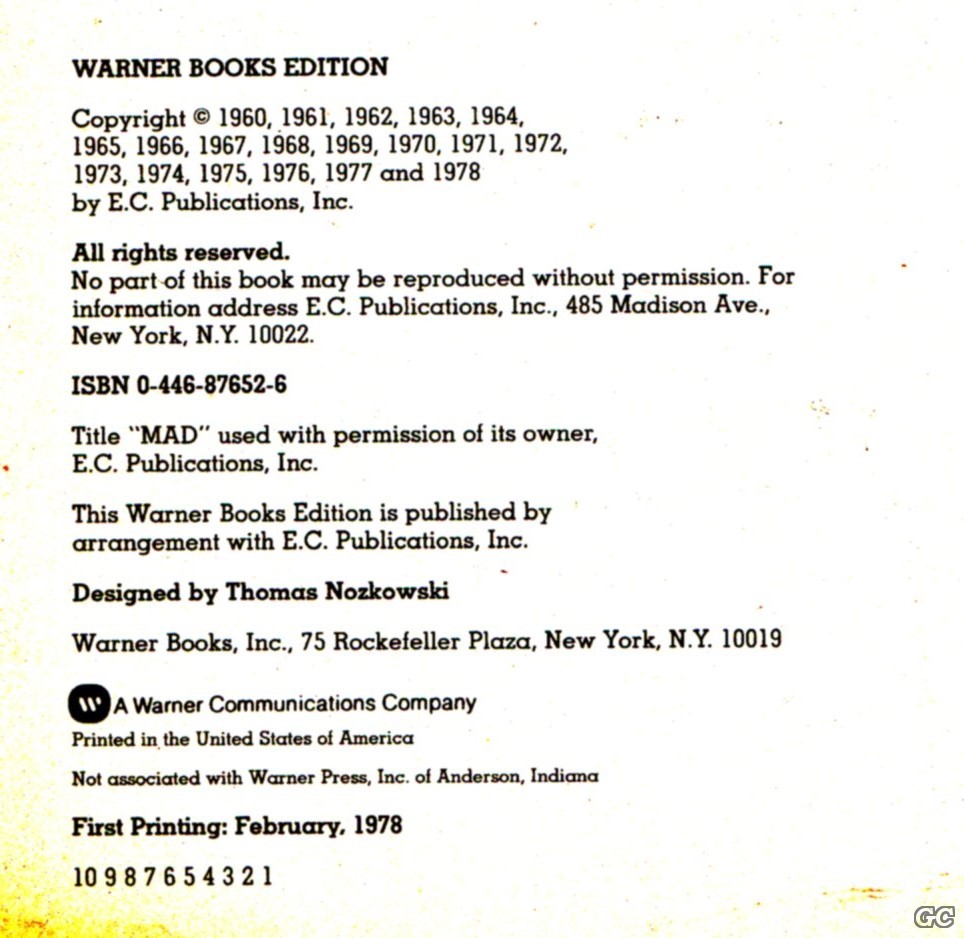 WARNER BOOKS EDITION
Copyright © 1960, 1961, 1962, 1963, 1964,
1965, 1966, 1967, 1968, 1969, 1970, 1971, 1972,
1973, 1974, 1975, 1976, 1977 and 1978
by E.C. Publications, Inc.
All rights reserved.
No part of this book may be reproduced without permission. For
information address E.C. Publications, Inc., 485 Madison Ave.,
New York, N.Y. 10022.
ISBN 0-446-87652-6
Title "MAD" used with permission of its owner,
E.C. Publications, Inc.
This Warner Books Edition is published by
arrangement with E.C. Publications, Inc.
Designed by Thomas Nozkowski
Warner Books, Inc., 75 Rockefeller Plaza, New York, N.Y. 10019
A Warner Communications Company
Printed in the United States of America
Not associated with Warner Press, Inc. of Anderson, Indiana
First Printing: February, 1978
10 9 8 7 6 5 4 3 2 1
GC